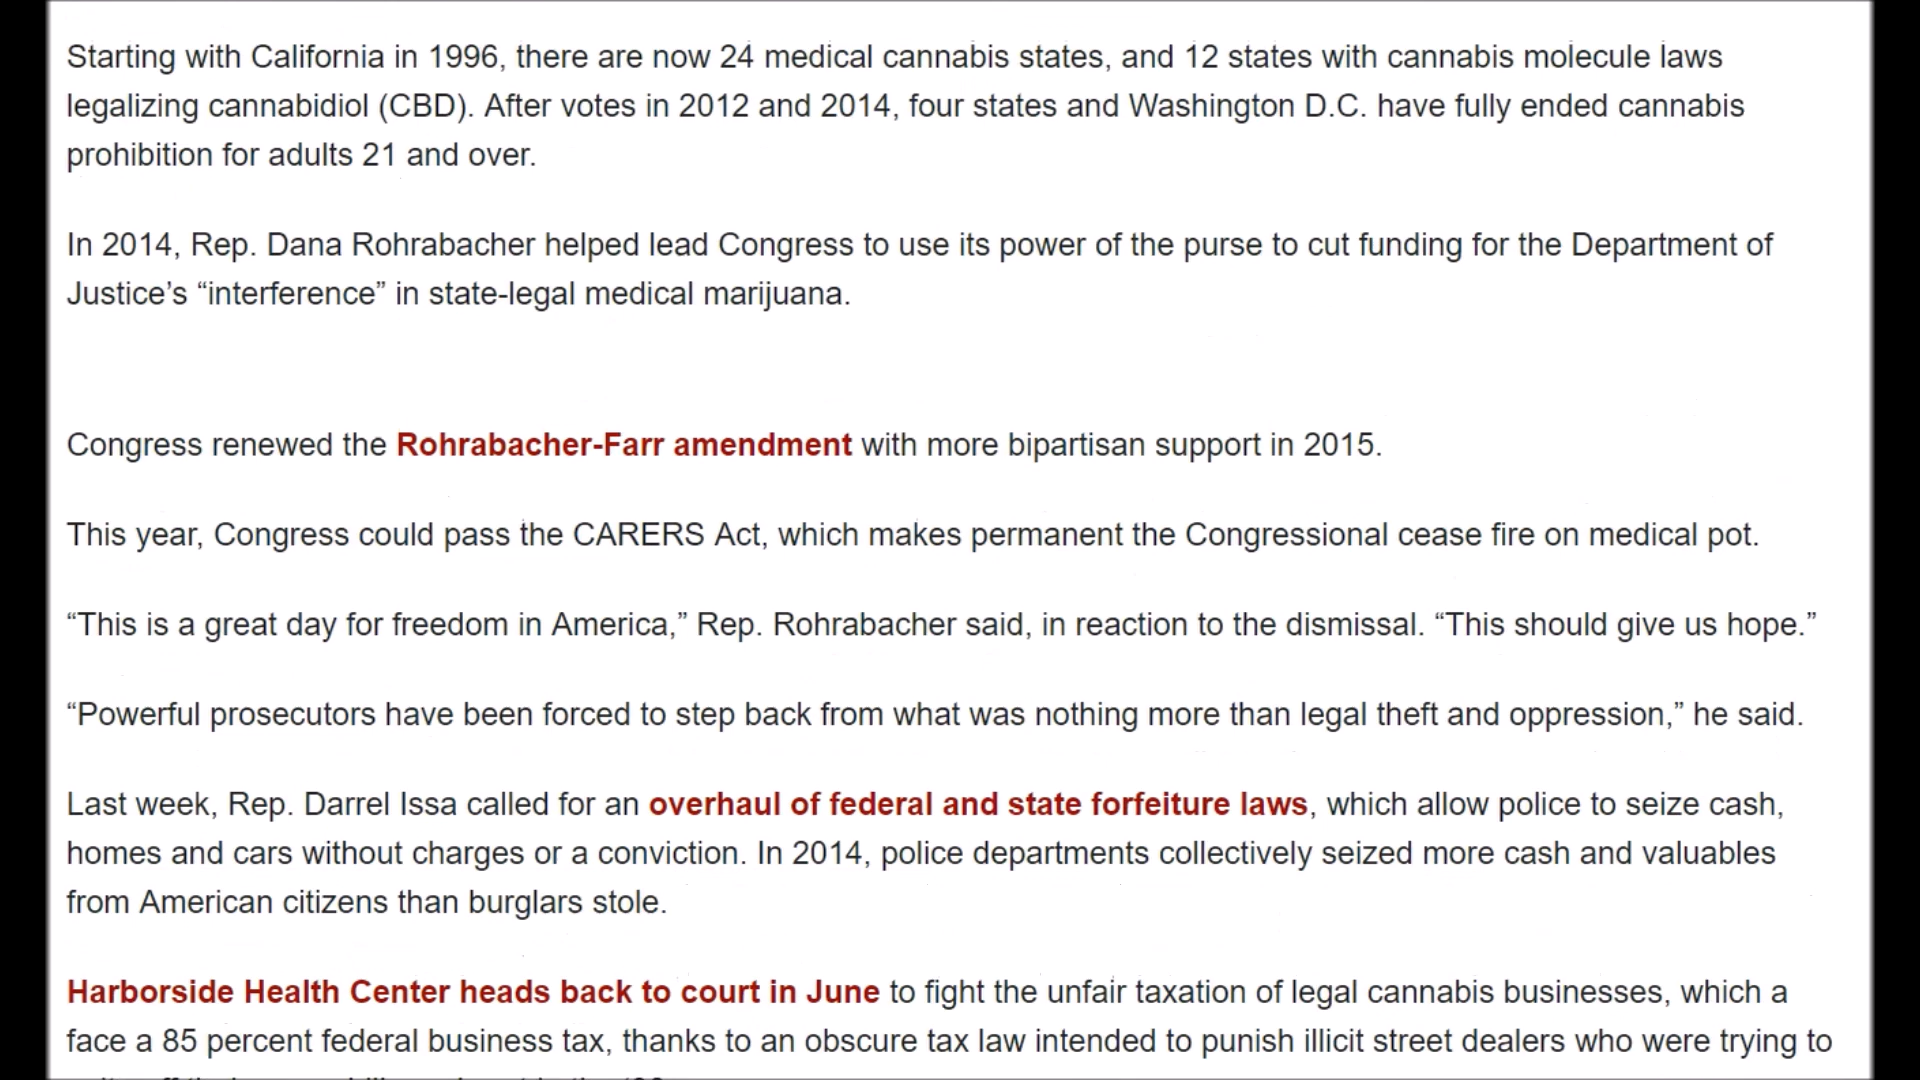 Starting with California in 1996, there are now 24 medical cannabis states, and 12 states with cannabis molecule laws
legalizing cannabidiol (CBD). After votes in 2012 and 2014, four states and Washington D.C. have fully ended cannabis
prohibition for adults 21 and over.
In 2014, Rep. Dana Rohrabacher helped lead Congress to use its power of the purse to cut funding for the Department of
Justice’s “interference” in state-legal medical marijuana.
Congress renewed the Rohrabacher-Farr amendment with more bipartisan support in 2015.
This year, Congress could pass the CARERS Act, which makes permanent the Congressional cease fire on medical pot.
“This is a great day for freedom in America,” Rep. Rohrabacher said, in reaction to the dismissal. “This should give us hope.”
“Powerful prosecutors have been forced to step back from what was nothing more than legal theft and oppression,” he said.
Last week, Rep. Darrel Issa called for an overhaul of federal and state forfeiture laws, which allow police to seize cash,
homes and cars without charges or a conviction. In 2014, police departments collectively seized more cash and valuables
from American citizens than burglars stole.
Harborside Health Center heads back to court in June to fight the unfair taxation of legal cannabis businesses, which a
face a 85 percent federal business tax, thanks to an obscure tax law intended to punish illicit street dealers who were trying to